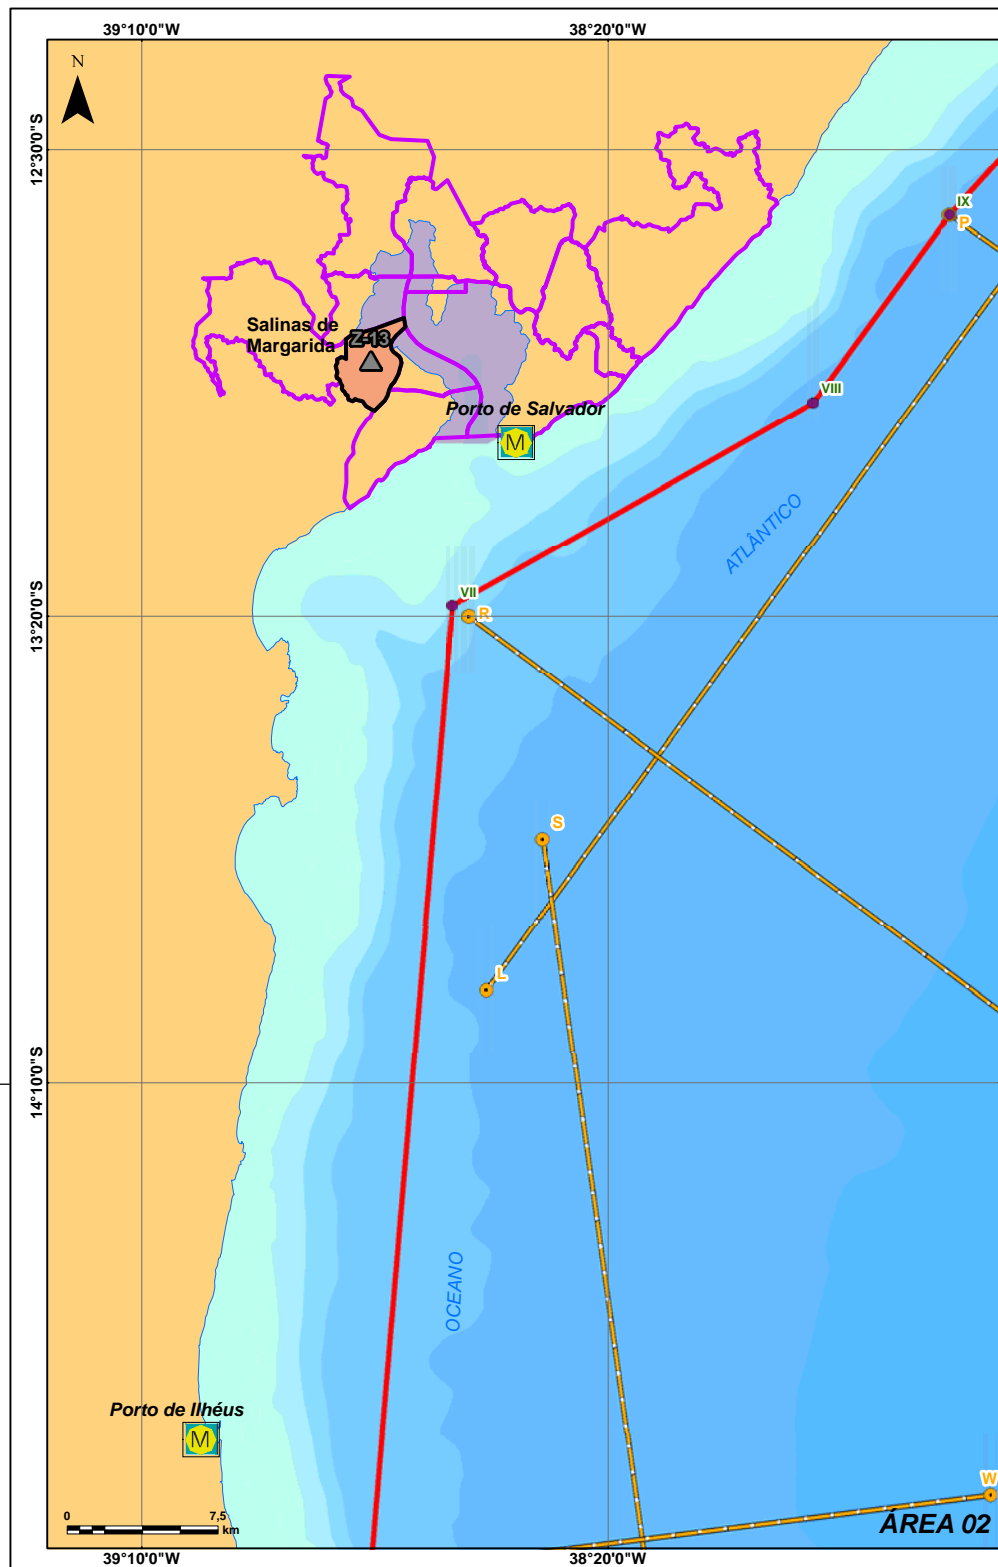 39°10'0"W
38°20'0"W
N
12°30'0"S
IX
P
Salinas de
Margarida
Z-13
VIII
Porto de Salvador
M
ATLÂNTICO
VII
R
13°20'0"S
S
L
14°10'0"S
OCEANO
Porto de Ilhéus
M
W
0
7,5
km
ÁREA 02
39°10'0"W
38°20'0"W